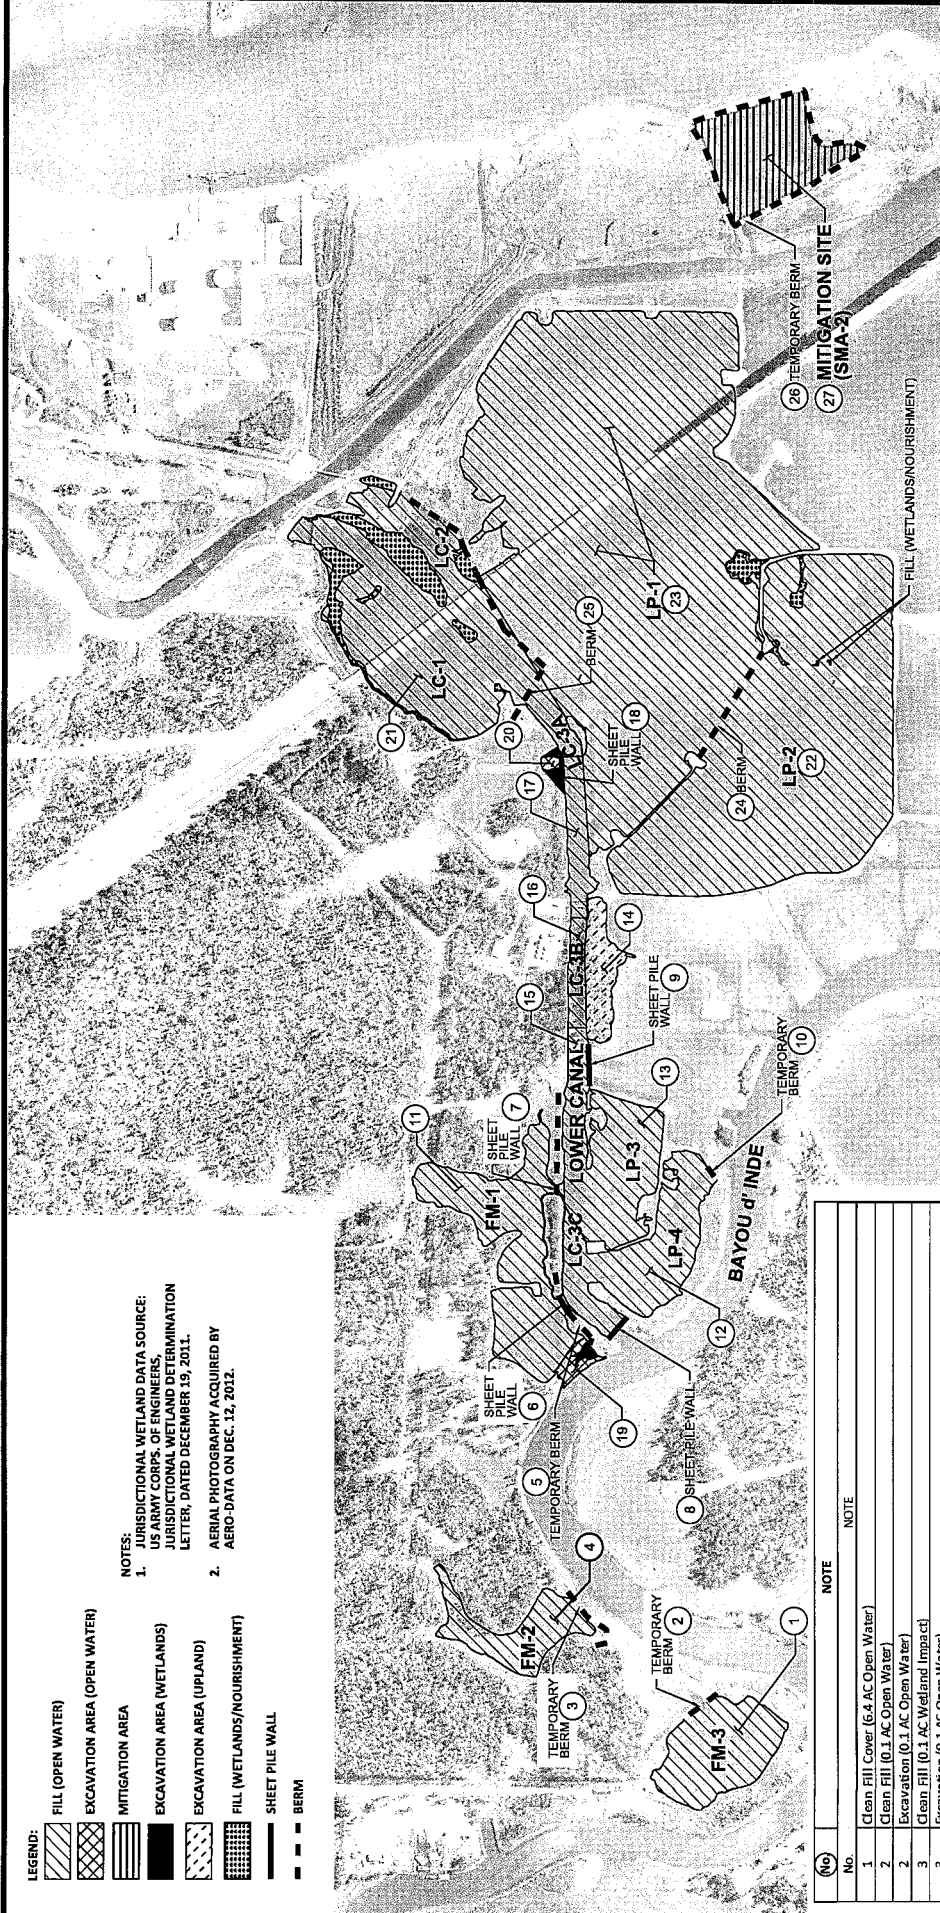 LEGEND:
FILL (OPEN WATER)
EXCAVATION AREA (OPEN WATER)
MITIGATION AREA
EXCAVATION AREA (WETLANDS)
EXCAVATION AREA (UPLAND)
FILL (WETLANDS/NOURISHMENT)
SHEET PILE WALL
BERM
NOTES:
1. JURISDICTIONAL WETLAND DATA SOURCE:
US ARMY CORPS. OF ENGINEERS,
JURISDICTIONAL WETLAND DETERMINATION
LETTER, DATED DECEMBER 19, 2011.
2. AERIAL PHOTOGRAPHY ACQUIRED BY
AERO-DATA ON DEC. 12, 2012.
FM-3
1
TEMPORARY
BERM 2
FM-2
TEMPORARY
BERM 3
4
5
TEMPORARY BERM
SHEET
PILE
WALL
6
19
8 SHEET PILE WALL
FM-1
11
SHEET
PILE
WALL 7
LC-3C
LOWER CANAL
LP-3
13
LP-4
12
TEMPORARY
BERM 10
BAYOU d' INDE
SHEET PILE
WALL 9
15
LC-3B
16
14
17
LC-3A
SHEET
PILE
WALL 18
20
BERM 25
21
LC-1
LC-2
LP-1
23
24 BERM
LP-2
22
FILL (WETLANDS/NOURISHMENT)
26 TEMPORARY BERM
27 MITIGATION SITE
(SMA-2)
(No) NOTE
No. NOTE
1 Clean Fill Cover (6.4 AC Open Water)
2 Clean Fill (0.1 AC Open Water)
2 Excavation (0.1 AC Open Water)
3 Clean Fill (0.1 AC Wetland Impact)